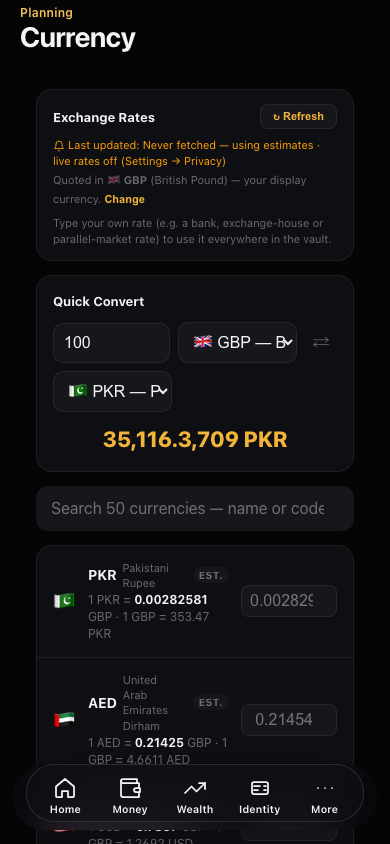 Planning
Currency
Exchange Rates
↻ Refresh
Last updated: Never fetched — using estimates ·
live rates off (Settings → Privacy)
Quoted in 🇬🇧 GBP (British Pound) — your display
currency. Change
Type your own rate (e.g. a bank, exchange-house or
parallel-market rate) to use it everywhere in the vault.
Quick Convert
100
🇬🇧 GBP — B
⇄
🇵🇰 PKR — P
35,116.3,709 PKR
Search 50 currencies — name or code
PKR Pakistani Rupee EST.
1 PKR = 0.00282581
GBP · 1 GBP = 353.47
PKR
0.002829
AED United Arab Emirates Dirham EST.
1 AED = 0.21425 GBP · 1
GBP = 4.6611 AED
0.21454
Home Money Wealth Identity More